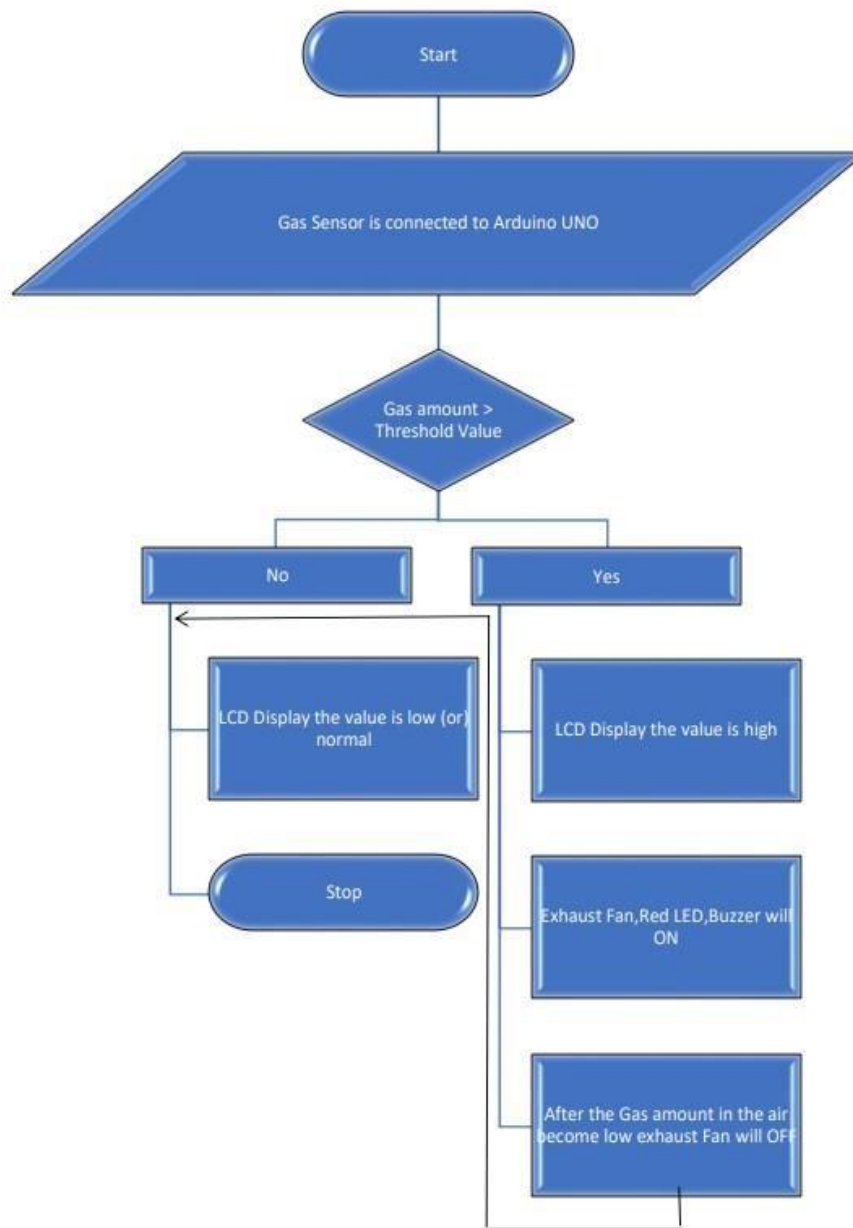 Start
Gas Sensor is connected to Arduino UNO
Gas amount >
Threshold Value
No
Yes
LCD Display the value is low (or)
normal
LCD Display the value is high
Stop
Exhaust Fan,Red LED,Buzzer will
ON
After the Gas amount in the air
become low exhaust Fan will OFF